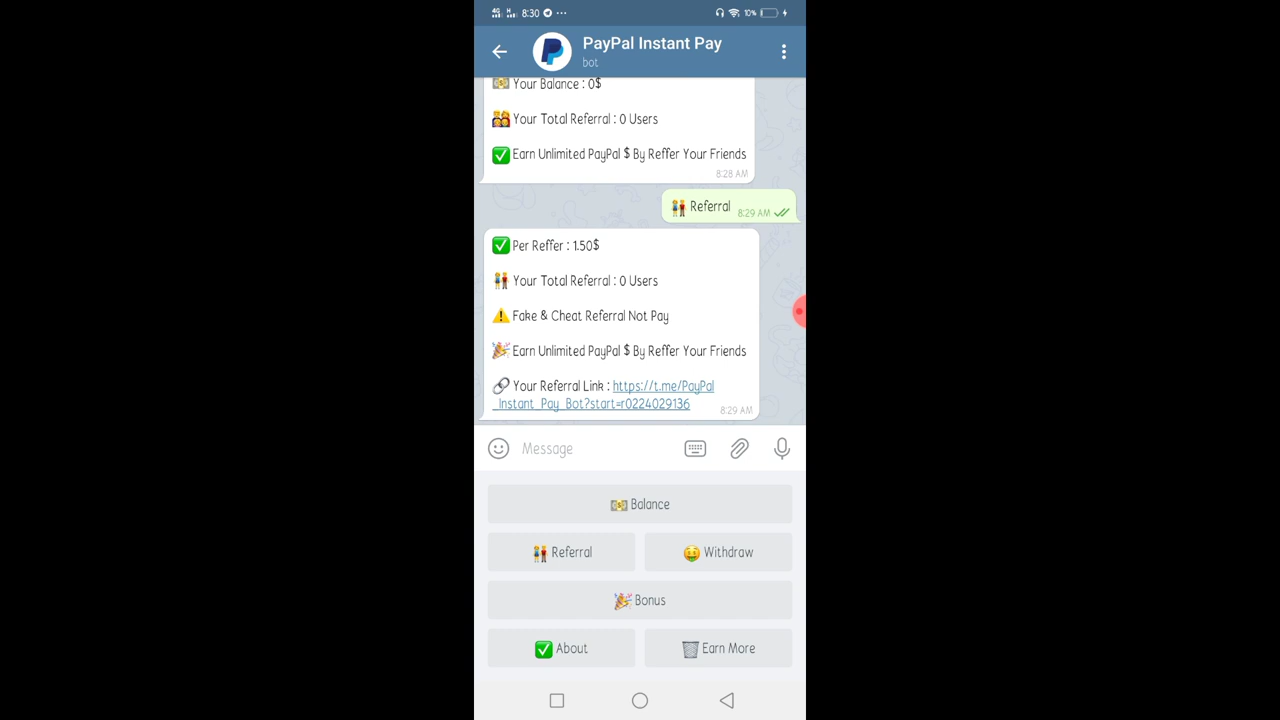 8:30
10%
PayPal Instant Pay
bot
Your Balance : 0$
Your Total Referral : 0 Users
Earn Unlimited PayPal $ By Reffer Your Friends
8:28 AM
Referral 8:29 AM
Per Reffer : 1.50$
Your Total Referral : 0 Users
Fake & Cheat Referral Not Pay
Earn Unlimited PayPal $ By Reffer Your Friends
Your Referral Link : https://t.me/PayPal
_Instant_Pay_Bot?start=r0224029136
8:29 AM
Message
Balance
Referral
Withdraw
Bonus
About
Earn More